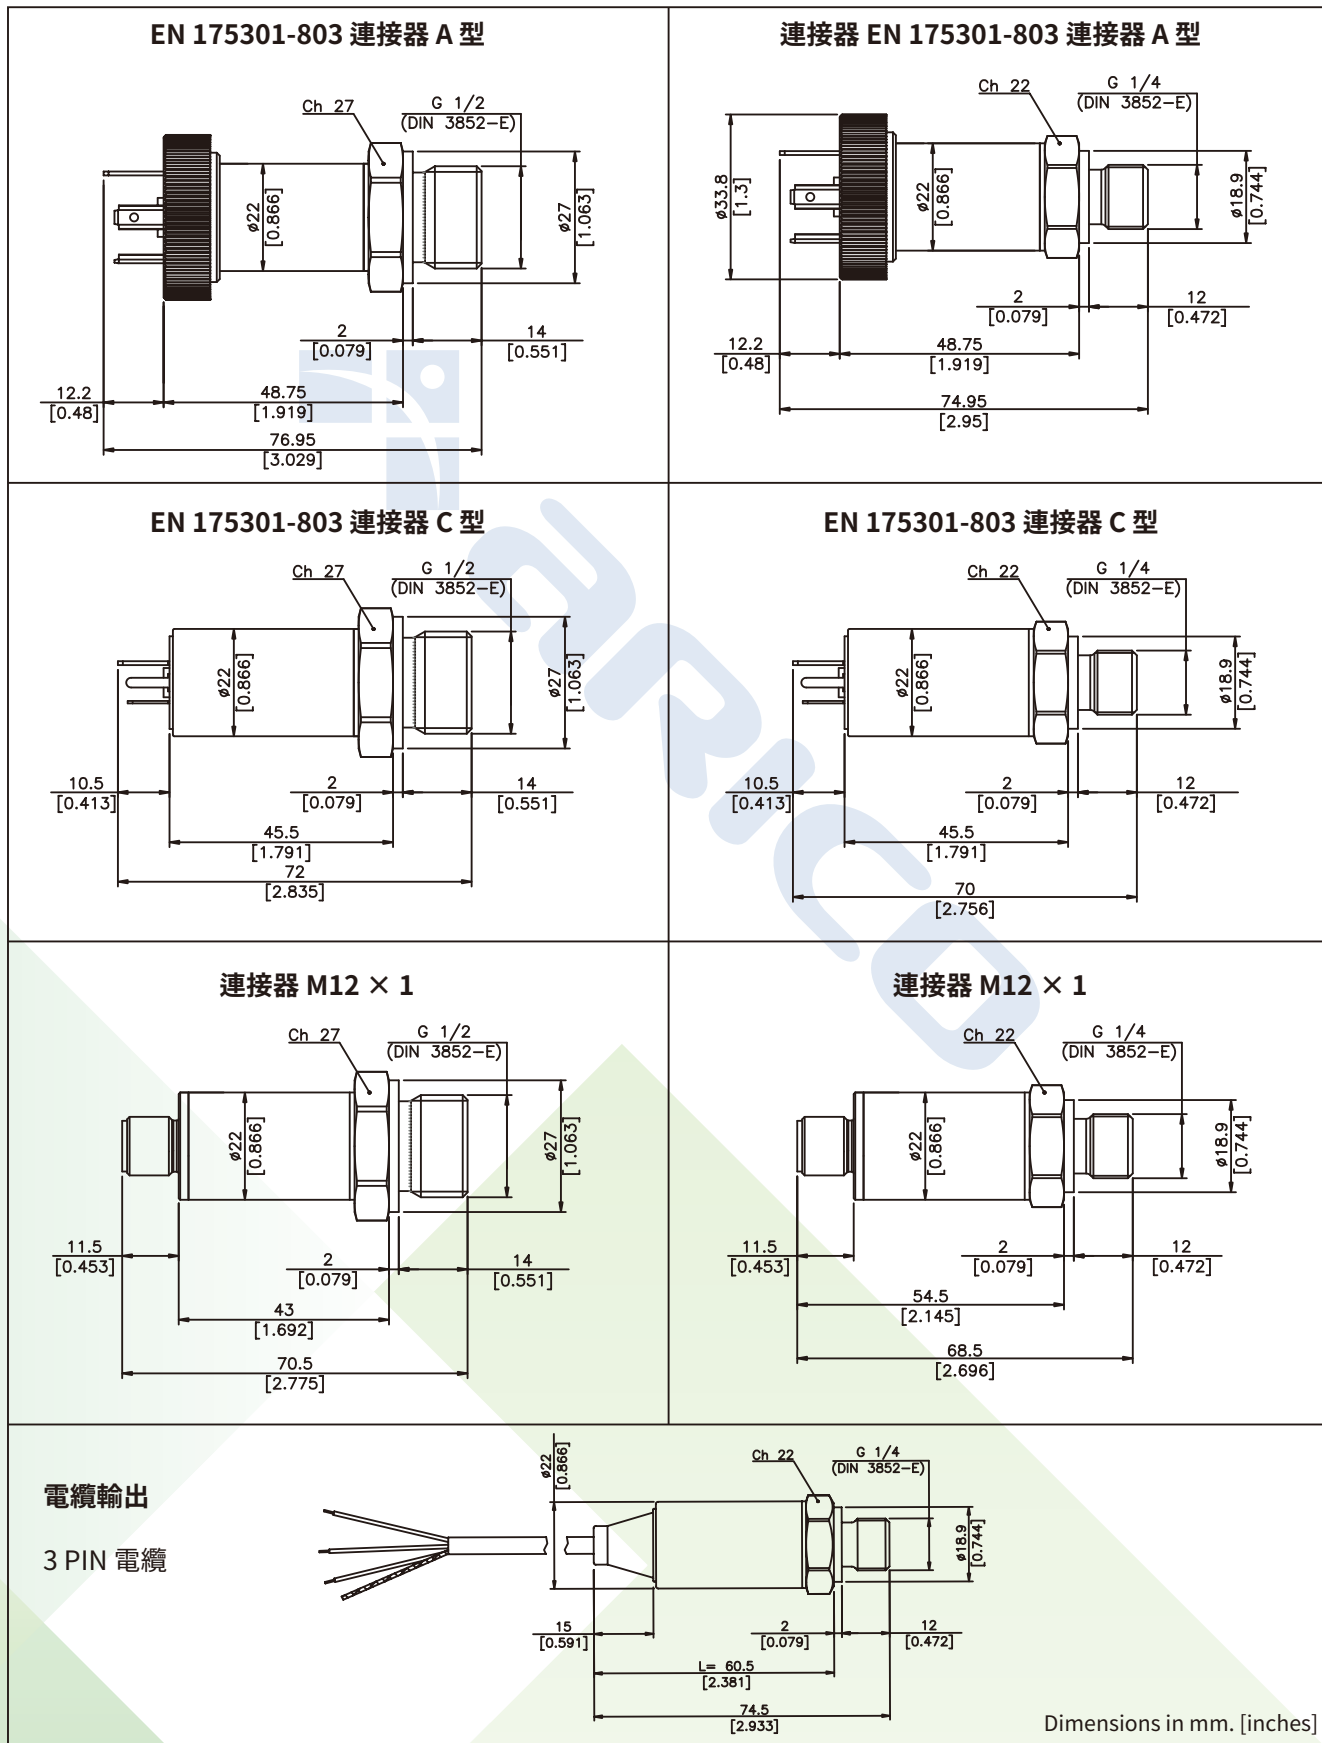 EN 175301-803 連接器 A 型
Ch 27
G 1/2
(DIN 3852-E)
ø22
[0.866]
ø27
[1.063]
2
[0.079]
14
[0.551]
12.2
[0.48]
48.75
[1.919]
76.95
[3.029]
連接器 EN 175301-803 連接器 A 型
Ch 22
G 1/4
(DIN 3852-E)
ø33.8
[1.3]
ø22
[0.866]
ø18.9
[0.744]
2
[0.079]
12
[0.472]
12.2
[0.48]
48.75
[1.919]
74.95
[2.95]
EN 175301-803 連接器 C 型
Ch 27
G 1/2
(DIN 3852-E)
ø22
[0.866]
ø27
[1.063]
10.5
[0.413]
2
[0.079]
14
[0.551]
45.5
[1.791]
72
[2.835]
EN 175301-803 連接器 C 型
Ch 22
G 1/4
(DIN 3852-E)
ø22
[0.866]
ø18.9
[0.744]
10.5
[0.413]
2
[0.079]
12
[0.472]
45.5
[1.791]
70
[2.756]
ARICO
連接器 M12 × 1
Ch 27
G 1/2
(DIN 3852-E)
ø22
[0.866]
ø27
[1.063]
11.5
[0.453]
2
[0.079]
14
[0.551]
43
[1.692]
70.5
[2.775]
連接器 M12 × 1
Ch 22
G 1/4
(DIN 3852-E)
ø22
[0.866]
ø18.9
[0.744]
11.5
[0.453]
2
[0.079]
12
[0.472]
54.5
[2.145]
68.5
[2.696]
電纜輸出
3 PIN 電纜
ø22
[0.866]
Ch 22
G 1/4
(DIN 3852-E)
ø18.9
[0.744]
15
[0.591]
2
[0.079]
12
[0.472]
L= 60.5
[2.381]
74.5
[2.933]
Dimensions in mm. [inches]